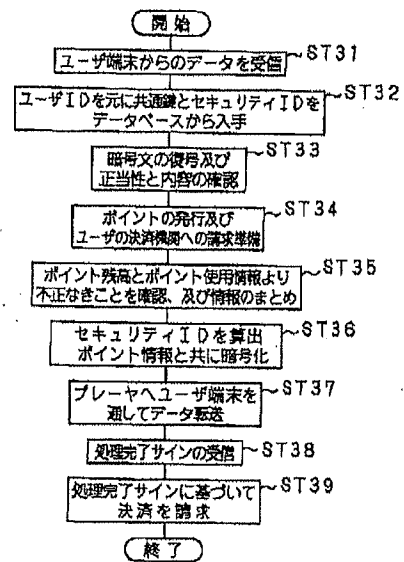 開始
ユーザ端末からのデータを受信
ST31
ユーザIDを元に共通鍵とセキュリティIDを
データベースから入手
ST32
暗号文の復号及び
正当性と内容の確認
ST33
ポイントの発行及び
ユーザの決済機関への請求準備
ST34
ポイント残高とポイント使用情報より
不正なきことを確認、及び情報のまとめ
ST35
セキュリティIDを算出
ポイント情報と共に暗号化
ST36
プレーヤへユーザ端末を
通してデータ転送
ST37
処理完了サインの受信
ST38
処理完了サインに基づいて
決済を請求
ST39
終了